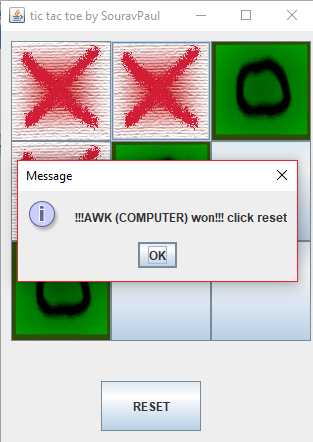 tic tac toe by SouravPaul
Message
!!!AWK (COMPUTER) won!!! click reset
OK
RESET